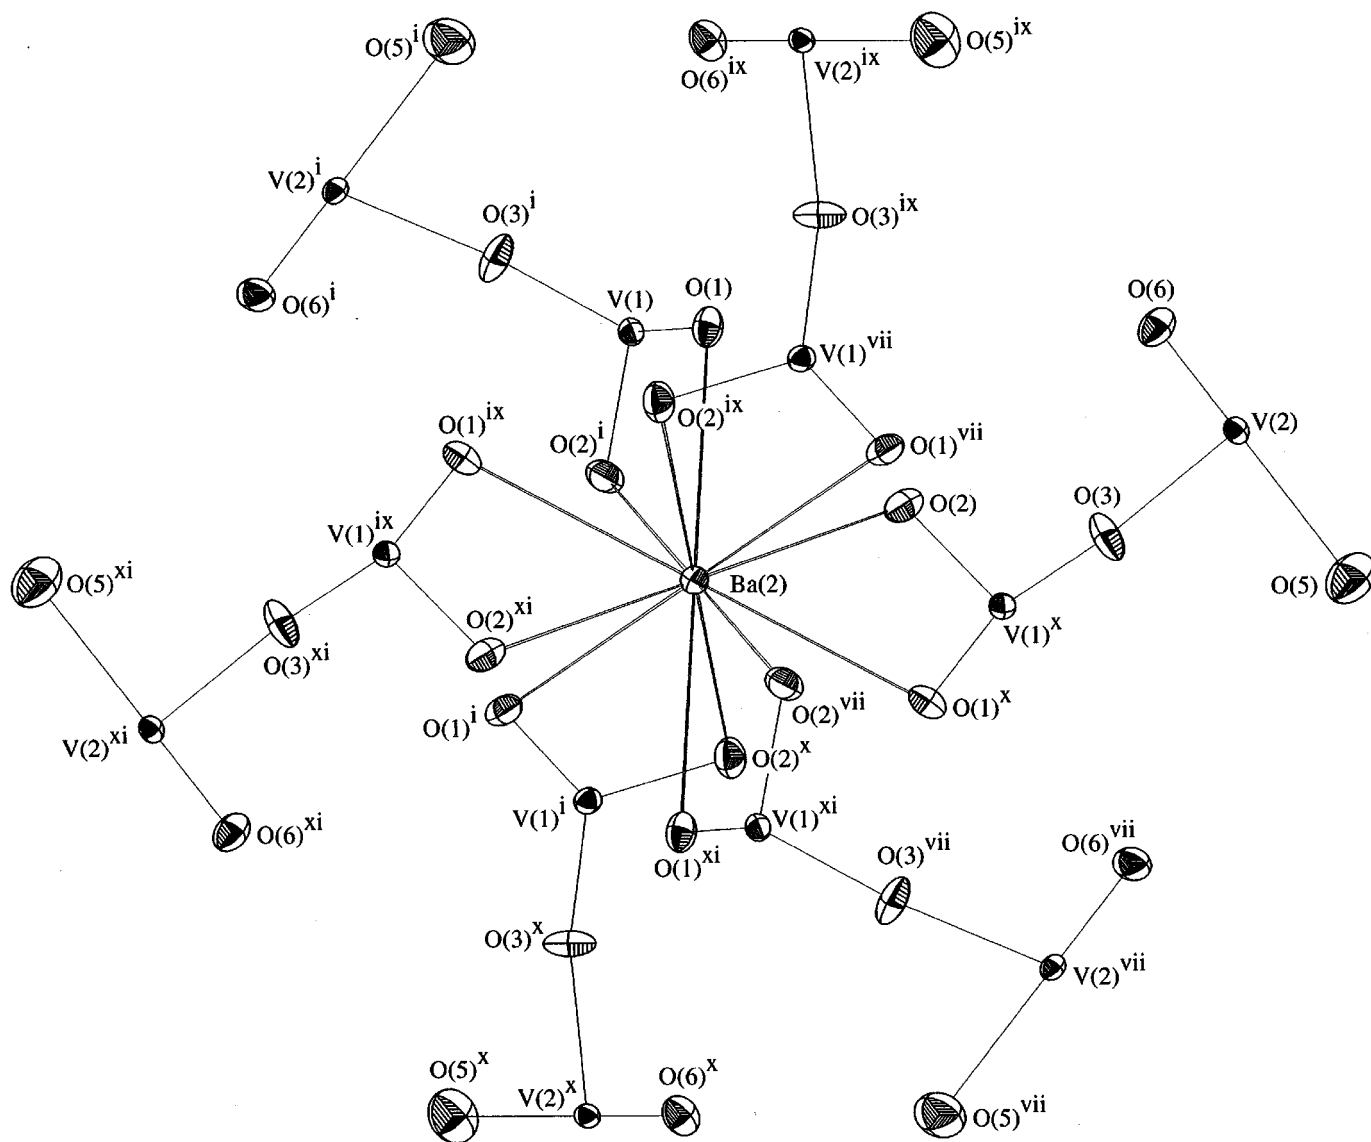 O(5)^i
O(6)^ix
V(2)^ix
O(5)^ix
V(2)^i
O(3)^i
O(3)^ix
O(6)^i
V(1)
O(1)
O(6)
V(1)^vii
O(2)^ix
O(1)^ix
O(2)^i
O(1)^vii
V(2)
O(2)
O(3)
V(1)^ix
O(5)^xi
Ba(2)
O(5)
O(2)^xi
V(1)^x
O(3)^xi
O(1)^i
O(2)^vii
O(1)^x
V(2)^xi
O(2)^x
V(1)^i
V(1)^xi
O(6)^xi
O(1)^xi
O(3)^vii
O(6)^vii
O(3)^x
V(2)^vii
O(5)^x
V(2)^x
O(6)^x
O(5)^vii